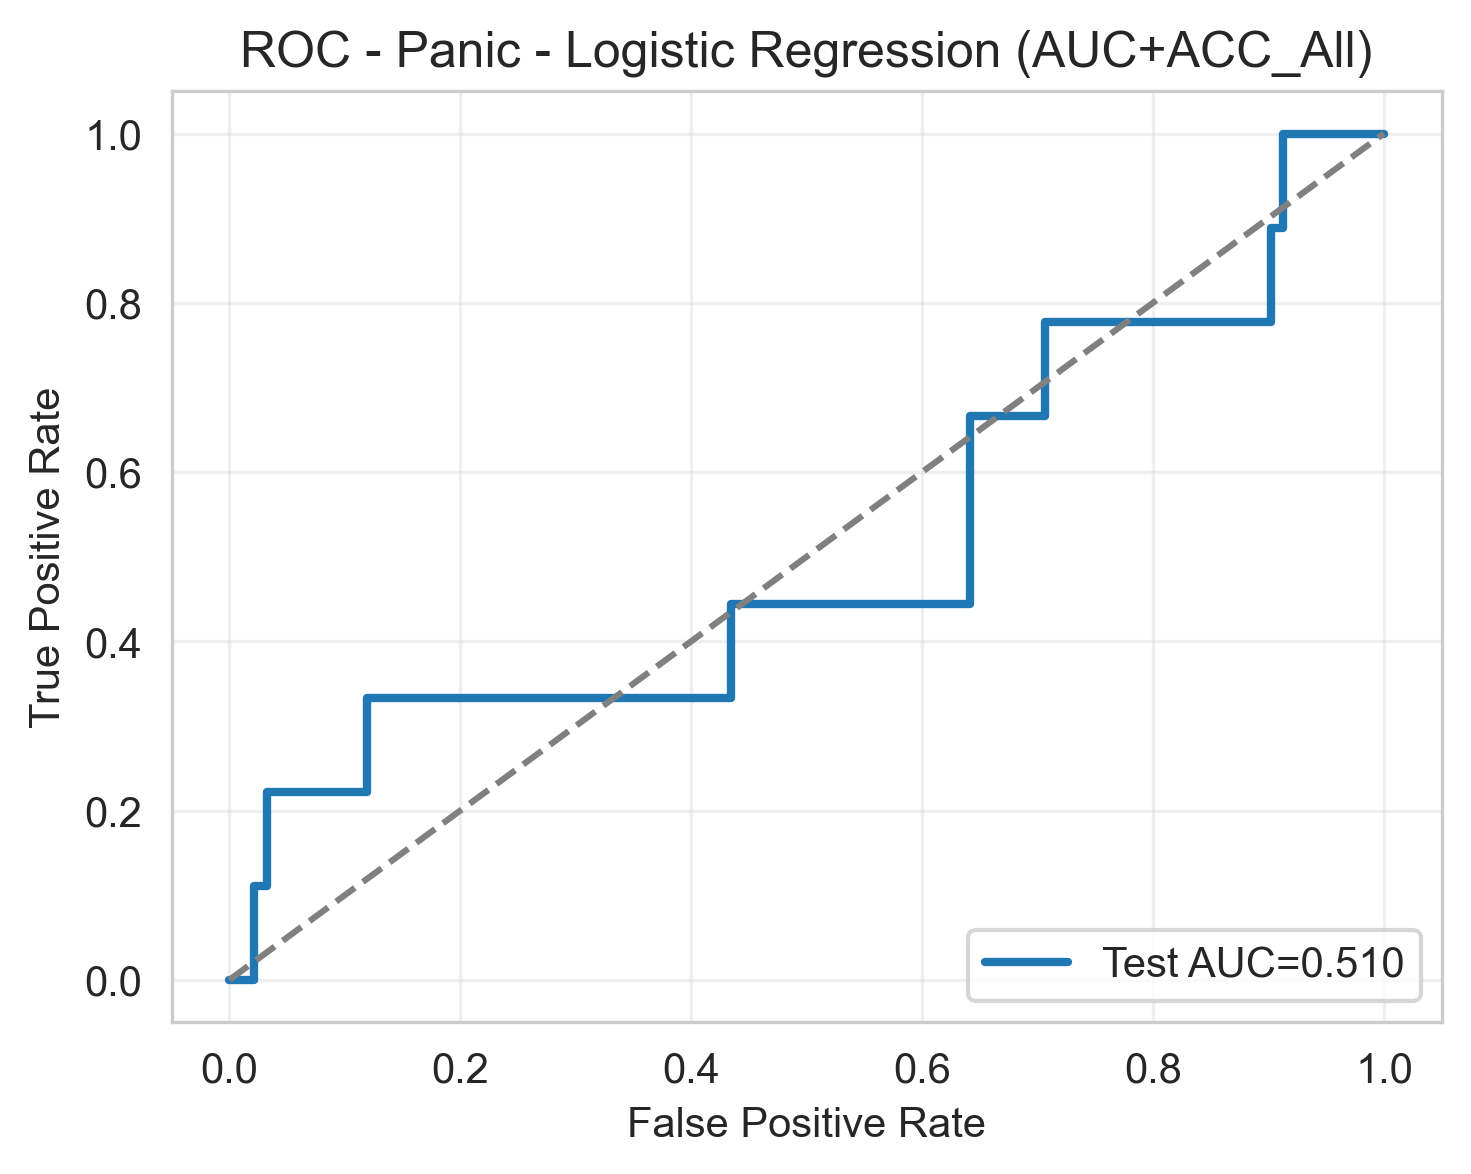 ROC - Panic - Logistic Regression (AUC+ACC_All)
1.0
0.8
0.6
0.4
0.2
0.0
True Positive Rate
Test AUC=0.510
0.0 0.2 0.4 0.6 0.8 1.0
False Positive Rate